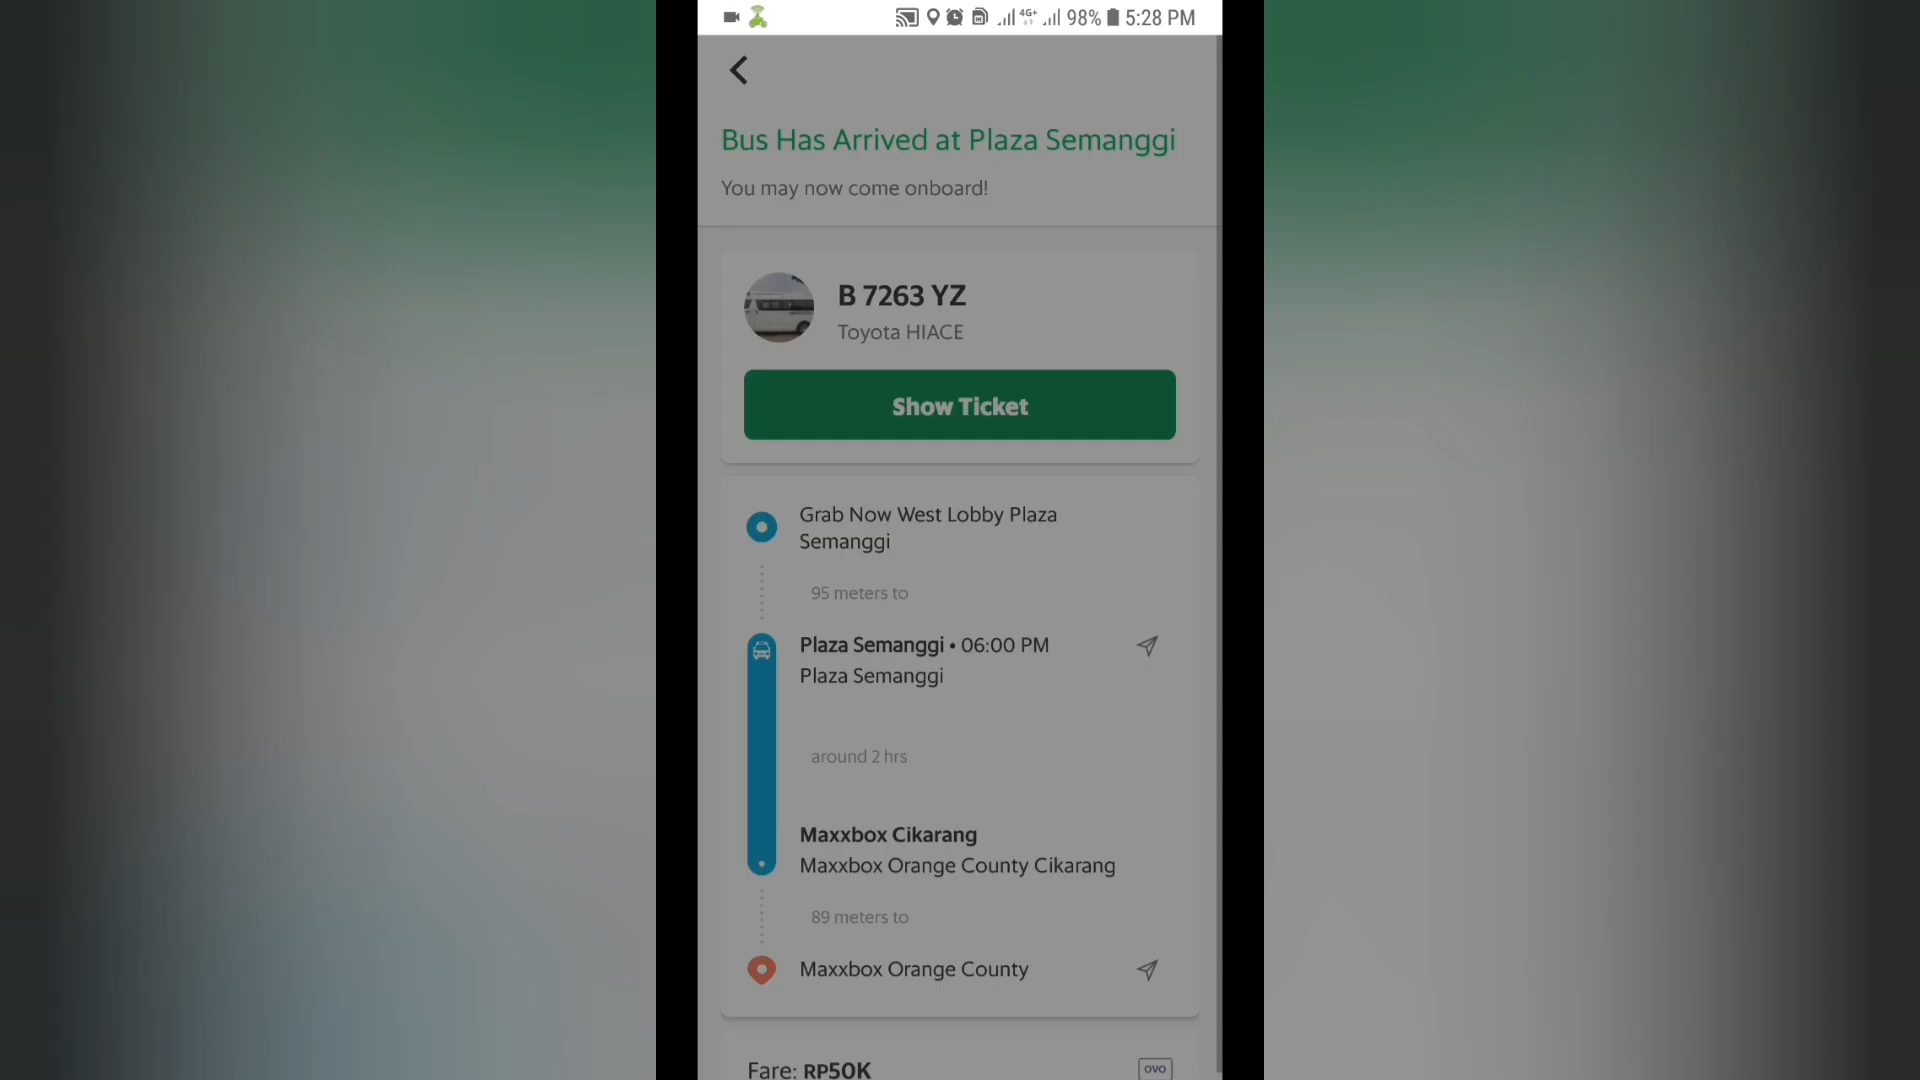 98% 5:28 PM
Bus Has Arrived at Plaza Semanggi
You may now come onboard!
B 7263 YZ
Toyota HIACE
Show Ticket
Grab Now West Lobby Plaza
Semanggi
95 meters to
Plaza Semanggi • 06:00 PM
Plaza Semanggi
around 2 hrs
Maxxbox Cikarang
Maxxbox Orange County Cikarang
89 meters to
Maxxbox Orange County
Fare: RP50K
OVO